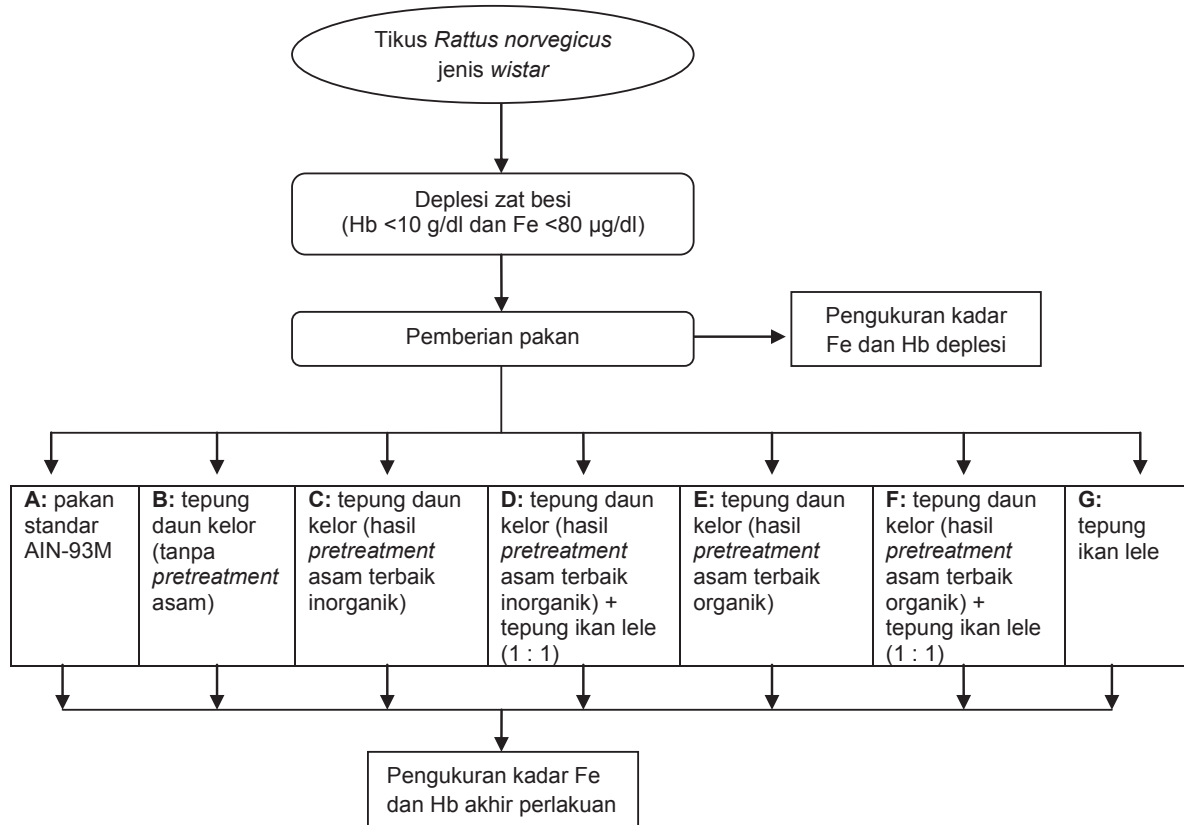 Tikus Rattus norvegicus
jenis wistar
Deplesi zat besi
(Hb <10 g/dl dan Fe <80 µg/dl)
Pemberian pakan
Pengukuran kadar
Fe dan Hb deplesi
A: pakan
standar
AIN-93M
B: tepung
daun kelor
(tanpa
pretreatment
asam)
C: tepung daun
kelor (hasil
pretreatment
asam terbaik
inorganik)
D: tepung daun
kelor (hasil
pretreatment
asam terbaik
inorganik) +
tepung ikan lele
(1 : 1)
E: tepung daun
kelor (hasil
pretreatment
asam terbaik
organik)
F: tepung daun
kelor (hasil
pretreatment
asam terbaik
organik) +
tepung ikan lele
(1 : 1)
G:
tepung
ikan lele
Pengukuran kadar Fe
dan Hb akhir perlakuan